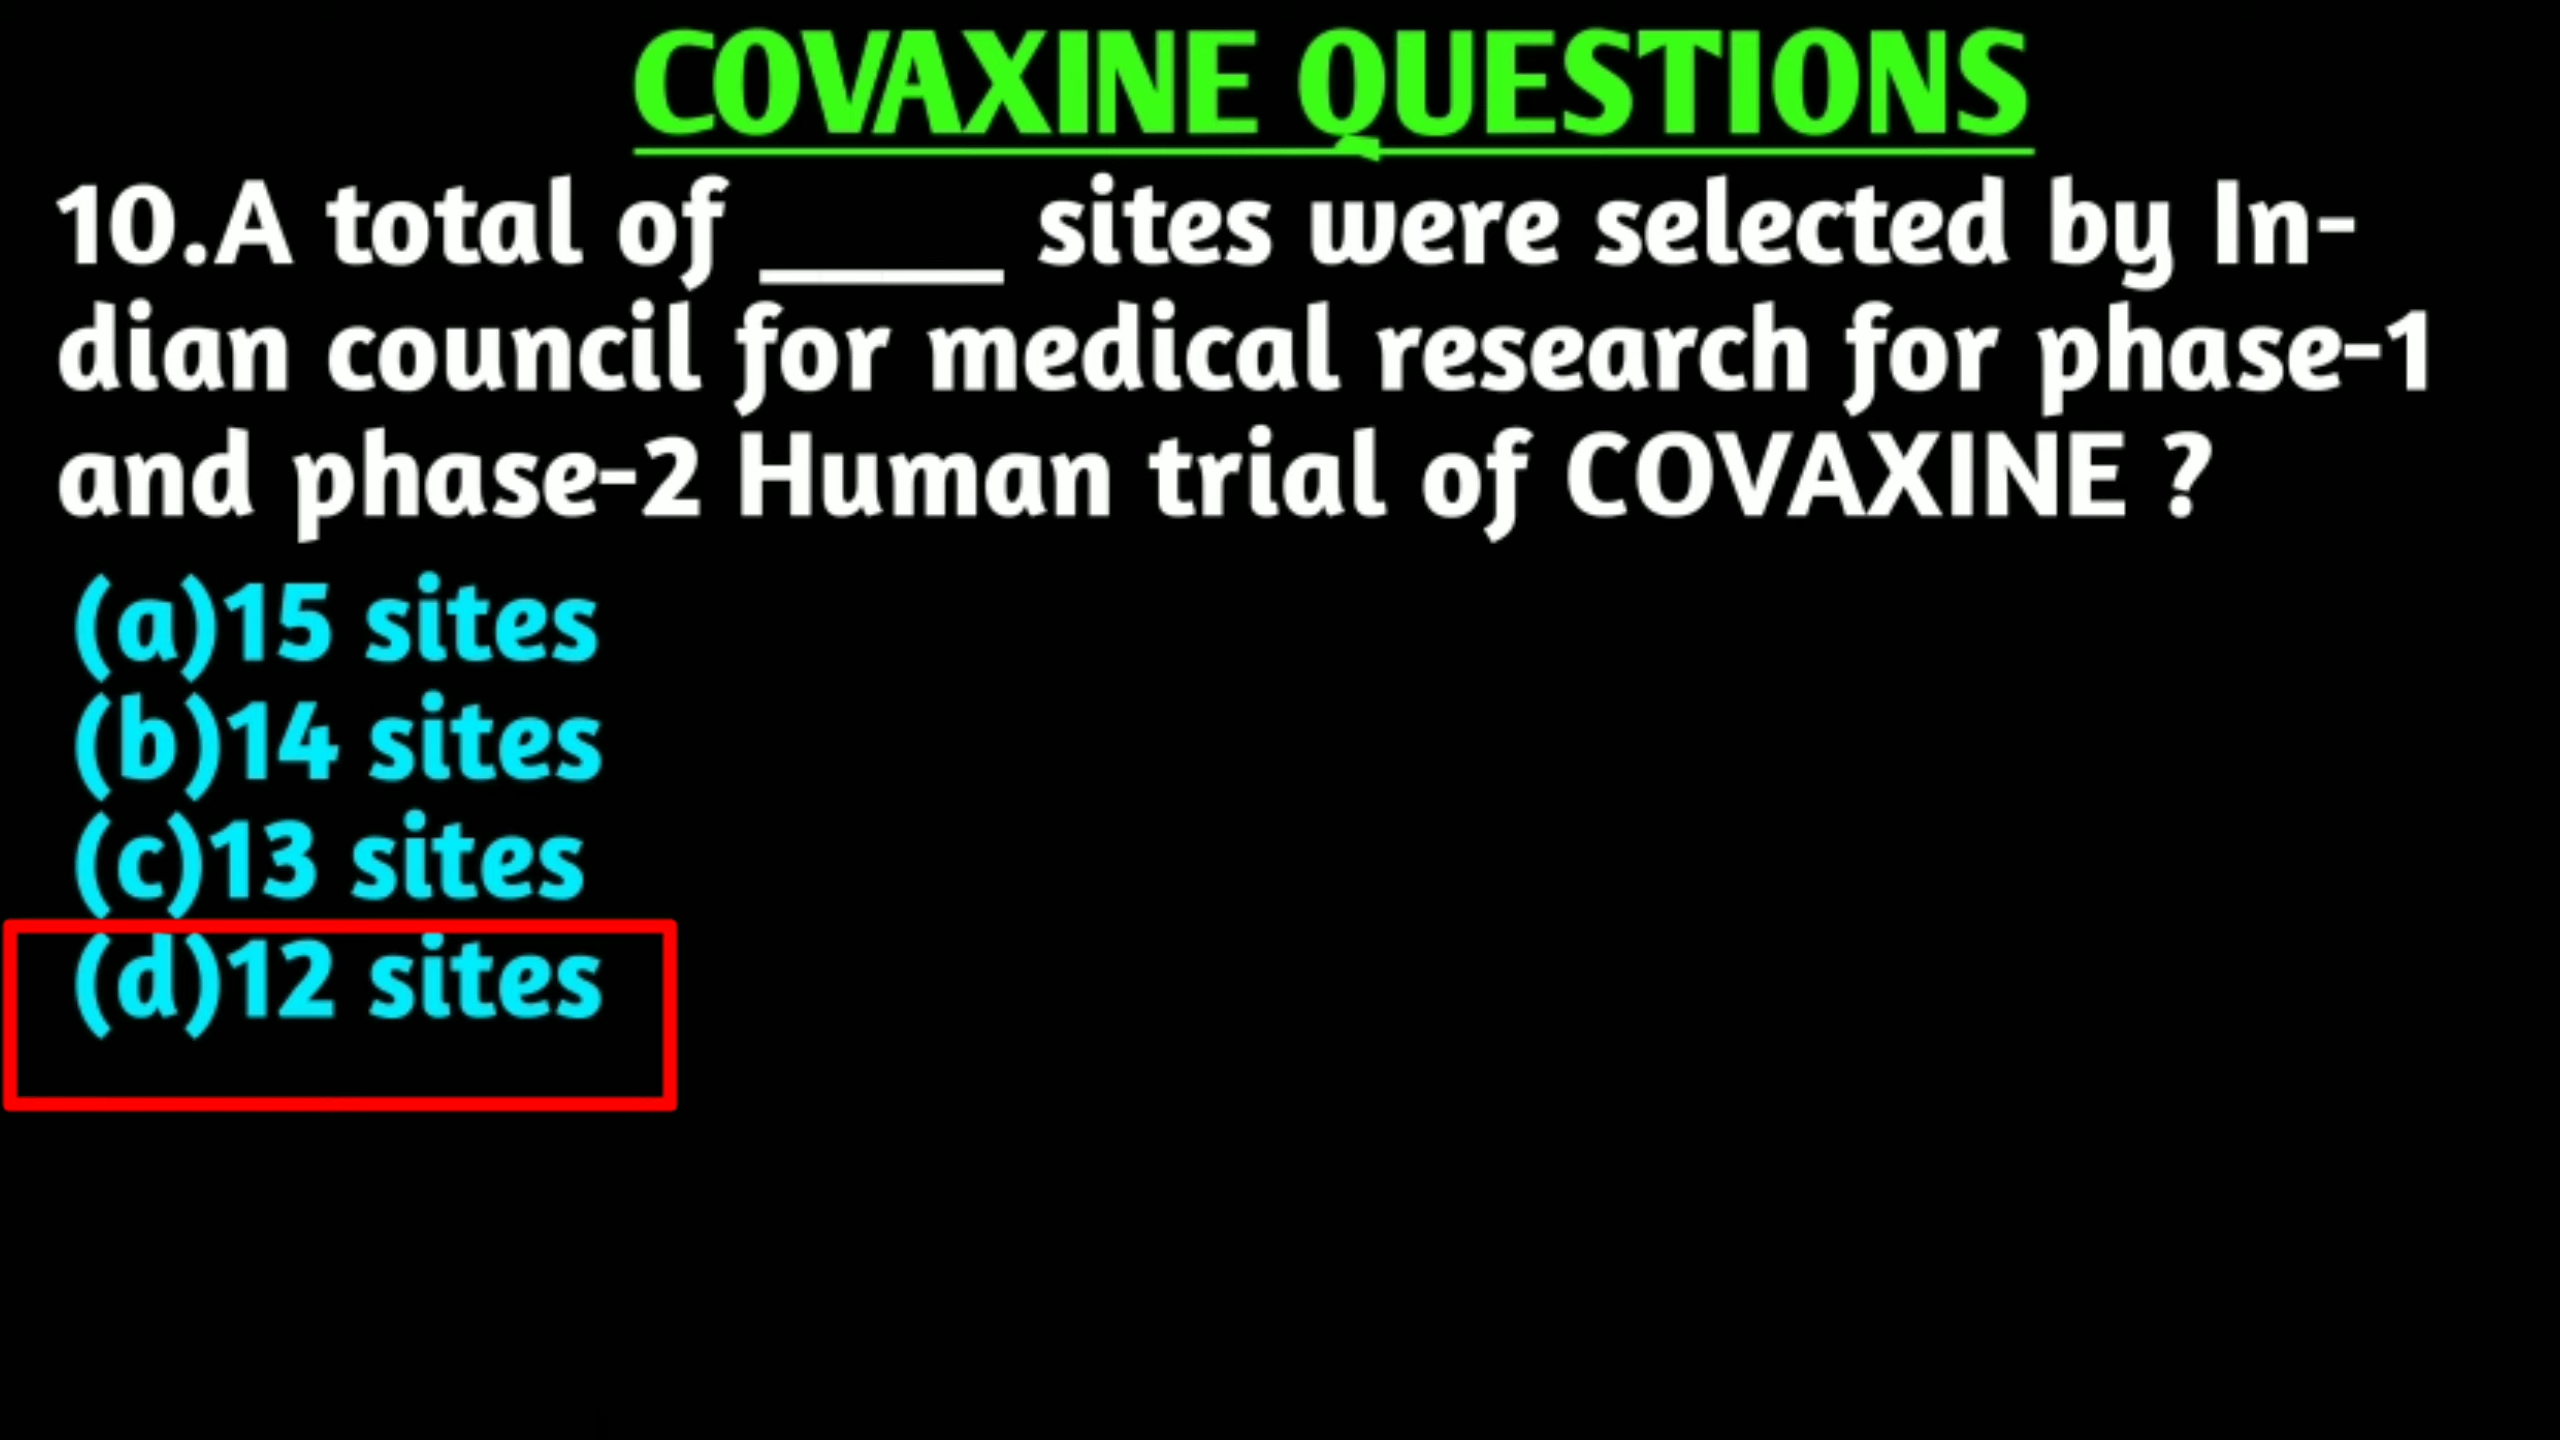 COVAXINE QUESTIONS
10.A total of ____ sites were selected by In-
dian council for medical research for phase-1
and phase-2 Human trial of COVAXINE ?
(a)15 sites
(b)14 sites
(c)13 sites
(d)12 sites